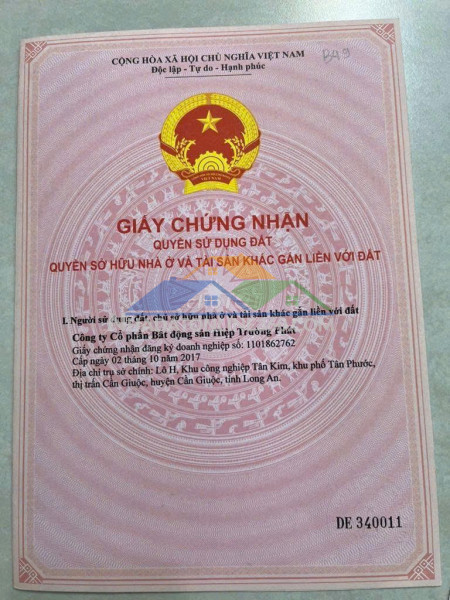 CỘNG HÒA XÃ HỘI CHỦ NGHĨA VIỆT NAM
Độc lập - Tự do - Hạnh phúc
B49
GIẤY CHỨNG NHẬN
QUYỀN SỬ DỤNG ĐẤT
QUYỀN SỞ HỮU NHÀ Ở VÀ TÀI SẢN KHÁC GẮN LIỀN VỚI ĐẤT
I. Người sử dụng đất, chủ sở hữu nhà ở và tài sản khác gắn liền với đất
Công ty Cổ phần Bất động sản Hiệp Trường Phát
Giấy chứng nhận đăng ký doanh nghiệp số: 1101862762
Cấp ngày 02 tháng 10 năm 2017
Địa chỉ trụ sở chính: Lô H, Khu công nghiệp Tân Kim, khu phố Tân Phước,
thị trấn Cần Giuộc, huyện Cần Giuộc, tỉnh Long An.
DE 340011